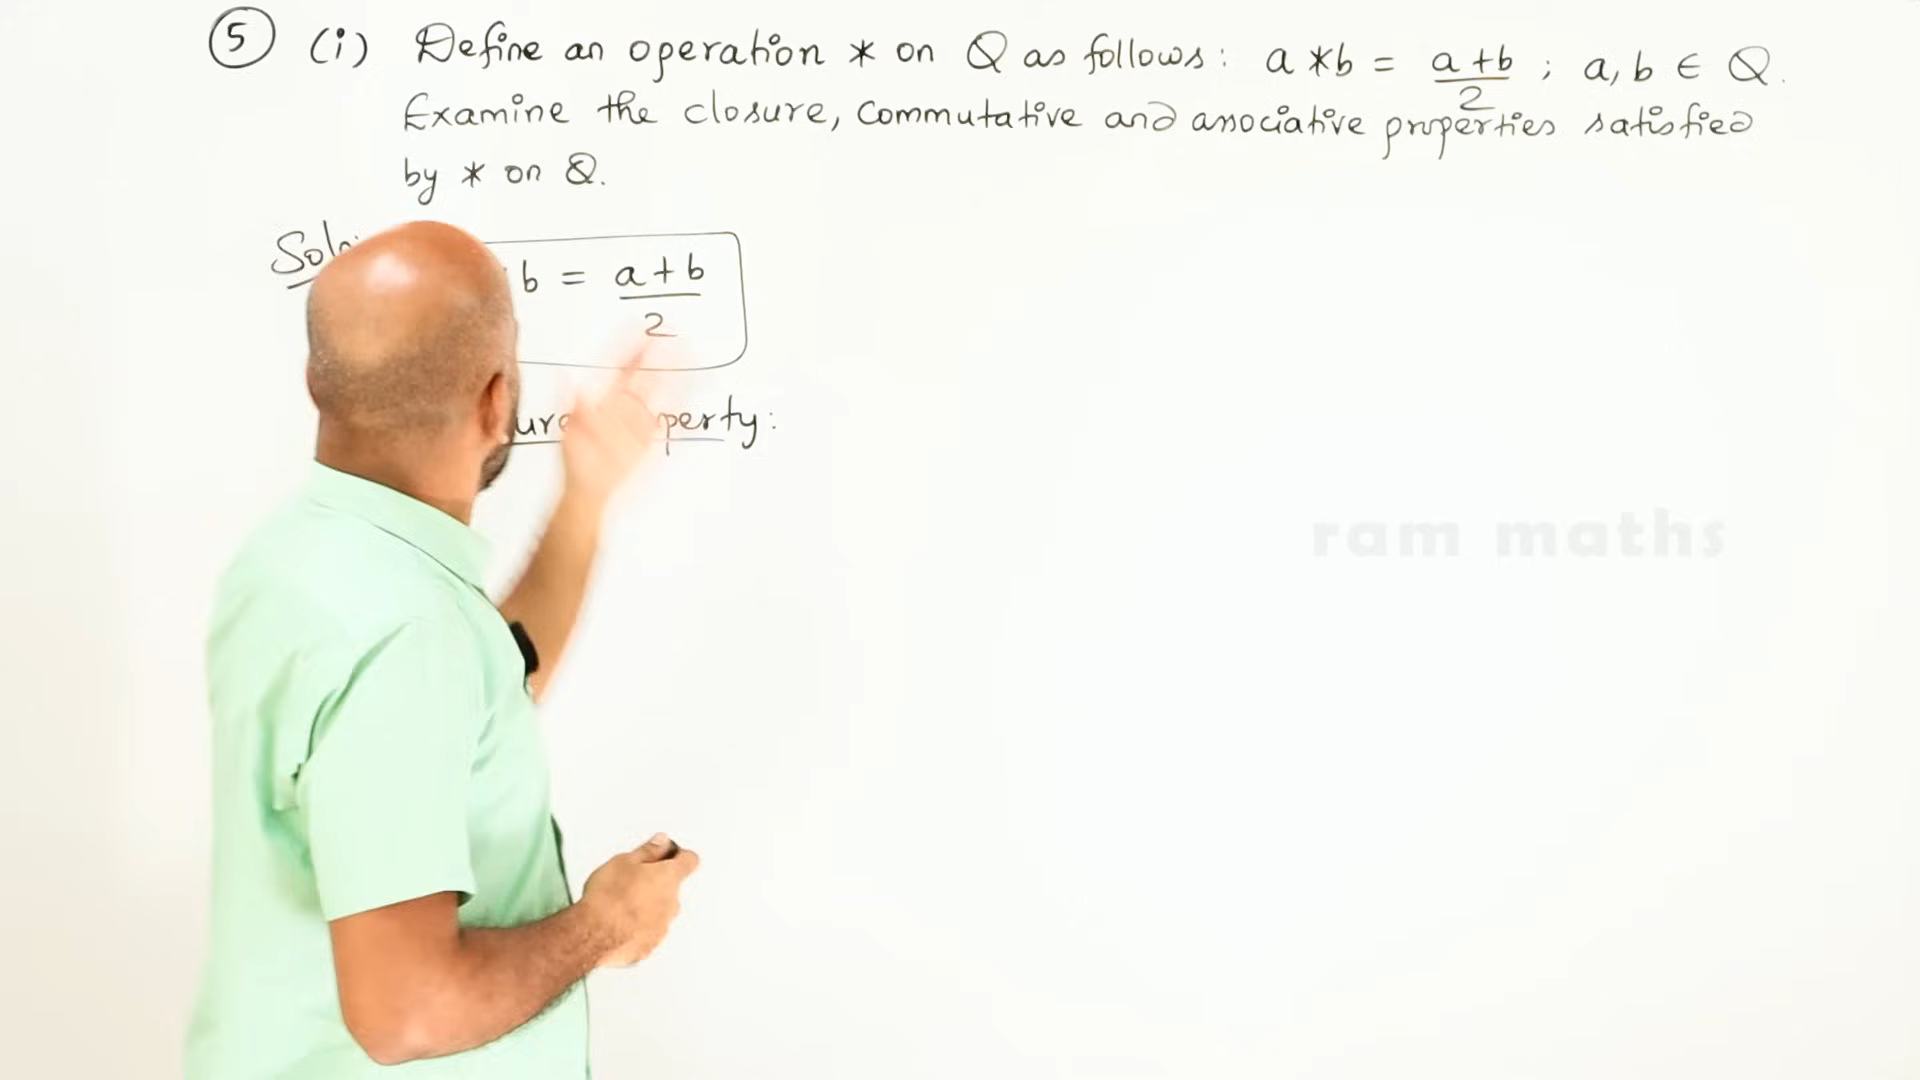 5 (i) Define an operation * on Q as follows: a * b = a+b/2 ; a, b ∈ Q.
Examine the closure, commutative and associative properties satisfied
by * on Q.
Soln
b = a+b/2
perty:
ram maths